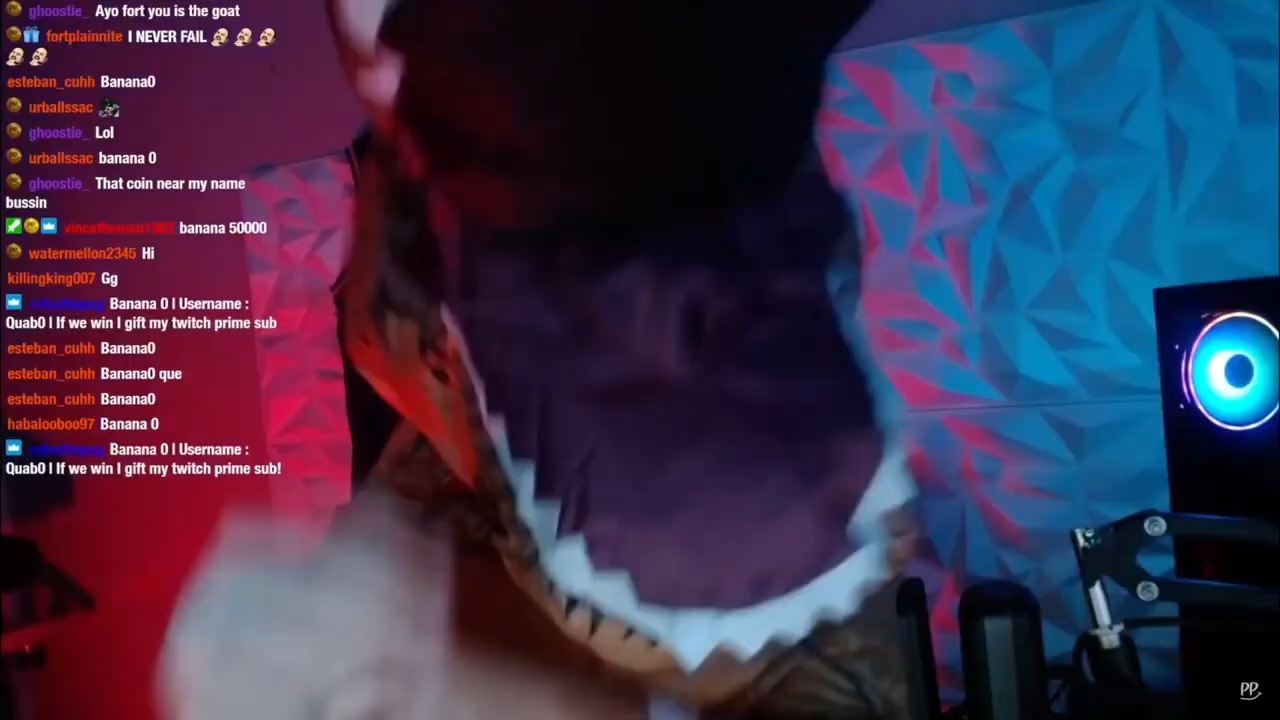 ghoostie_ Ayo fort you is the goat
fortplainnite I NEVER FAIL
esteban_cuhh Banana0
urballssac
ghoostie_ Lol
urballssac banana 0
ghoostie_ That coin near my name
bussin
banana 50000
watermellon2345 Hi
killingking007 Gg
Banana 0 | Username :
Quab0 | If we win I gift my twitch prime sub
esteban_cuhh Banana0
esteban_cuhh Banana0 que
esteban_cuhh Banana0
habalooboo97 Banana 0
Banana 0 | Username :
Quab0 | If we win I gift my twitch prime sub!
PP